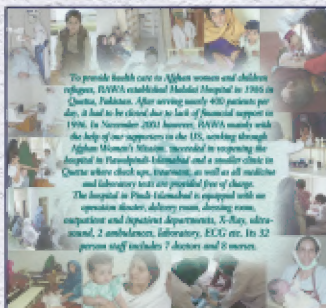 To provide health care to Afghan women and children
refugees, RAWA established Malalai Hospital in 1986 in
Quetta, Pakistan. After serving nearly 400 patients per
day, it had to be closed due to lack of financial support in
1996. In November 2001 however, RAWA mainly with
the help of our supporters in the US, working through
Afghan Women's Mission, succeeded in reopening the
hospital in Rawalpindi-Islamabad and a smaller clinic in
Quetta where check ups, treatment, as well as all medicine
and laboratory tests are provided free of charge.
The hospital in Pindi-Islamabad is equipped with an
operation theater, delivery room, dressing room,
outpatient and inpatient departments, X-Ray, ultra-
sound, 2 ambulances, laboratory, ECG etc. Its 32
person staff includes 7 doctors and 8 nurses.